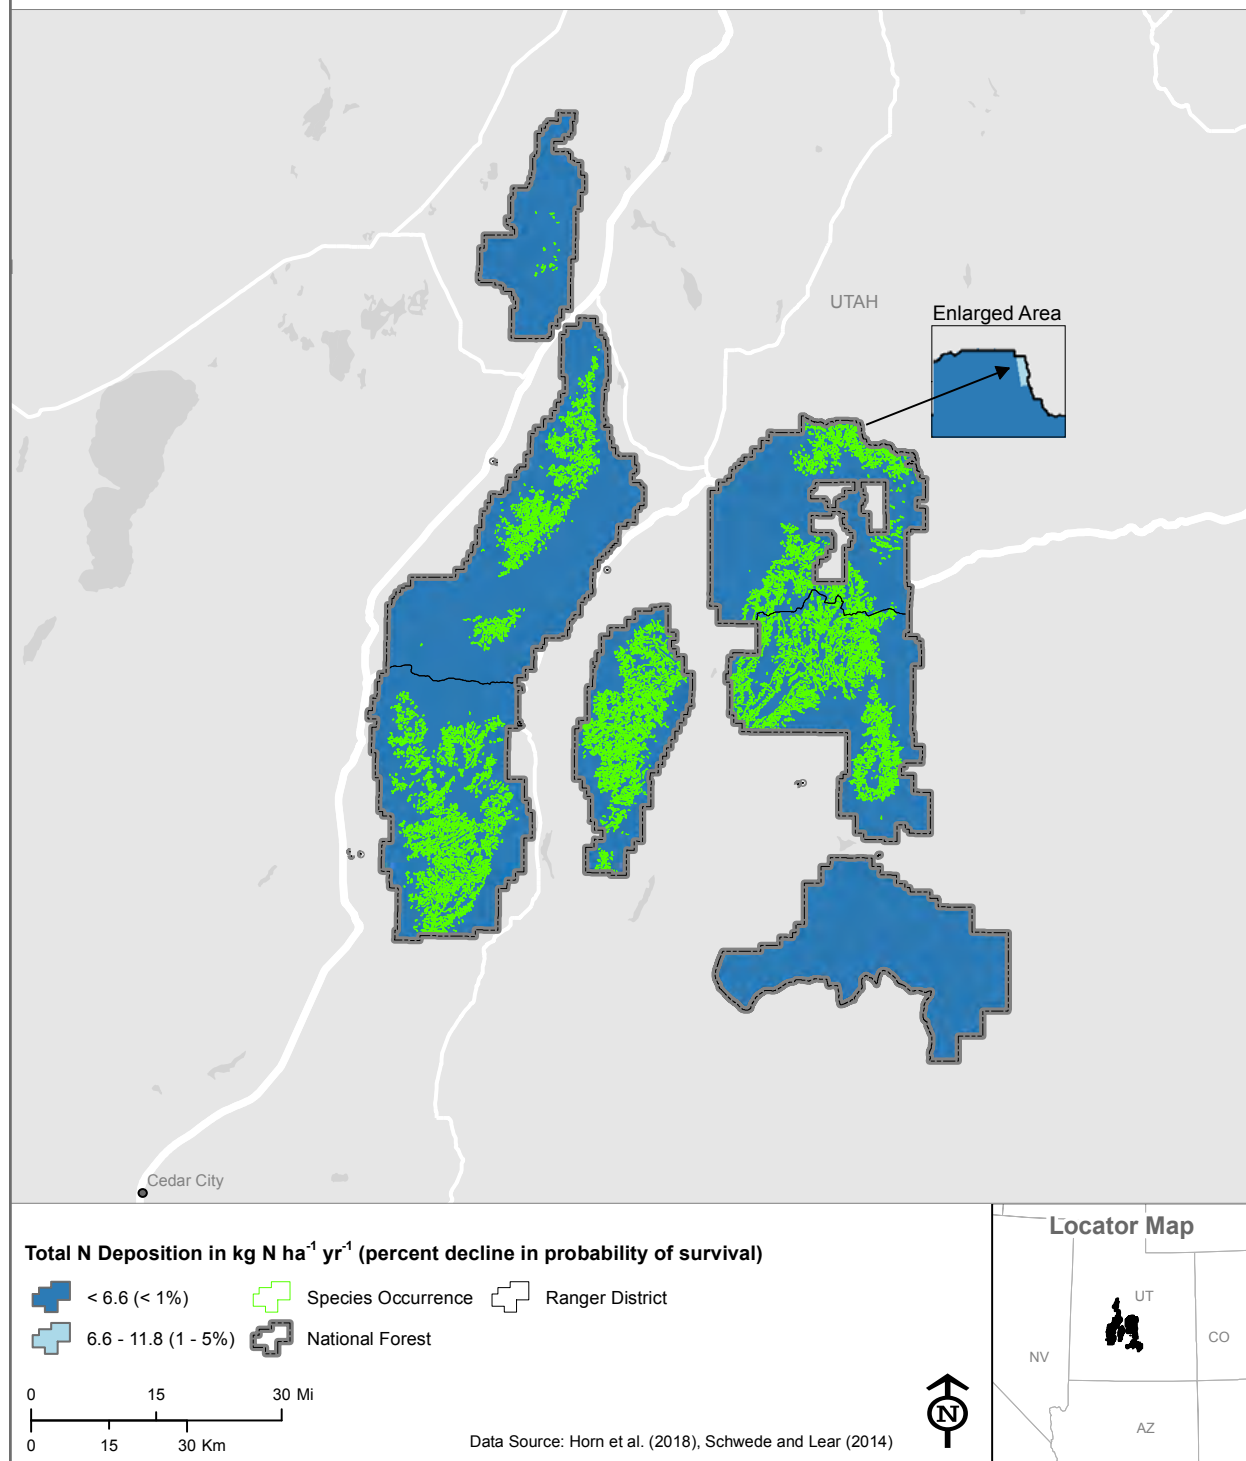 UTAH
Enlarged Area
Cedar City
Total N Deposition in kg N ha⁻¹ yr⁻¹ (percent decline in probability of survival)
< 6.6 (< 1%)
Species Occurrence
Ranger District
6.6 - 11.8 (1 - 5%)
National Forest
0 15 30 Mi
0 15 30 Km
Data Source: Horn et al. (2018), Schwede and Lear (2014)
N
Locator Map
UT
CO
NV
AZ